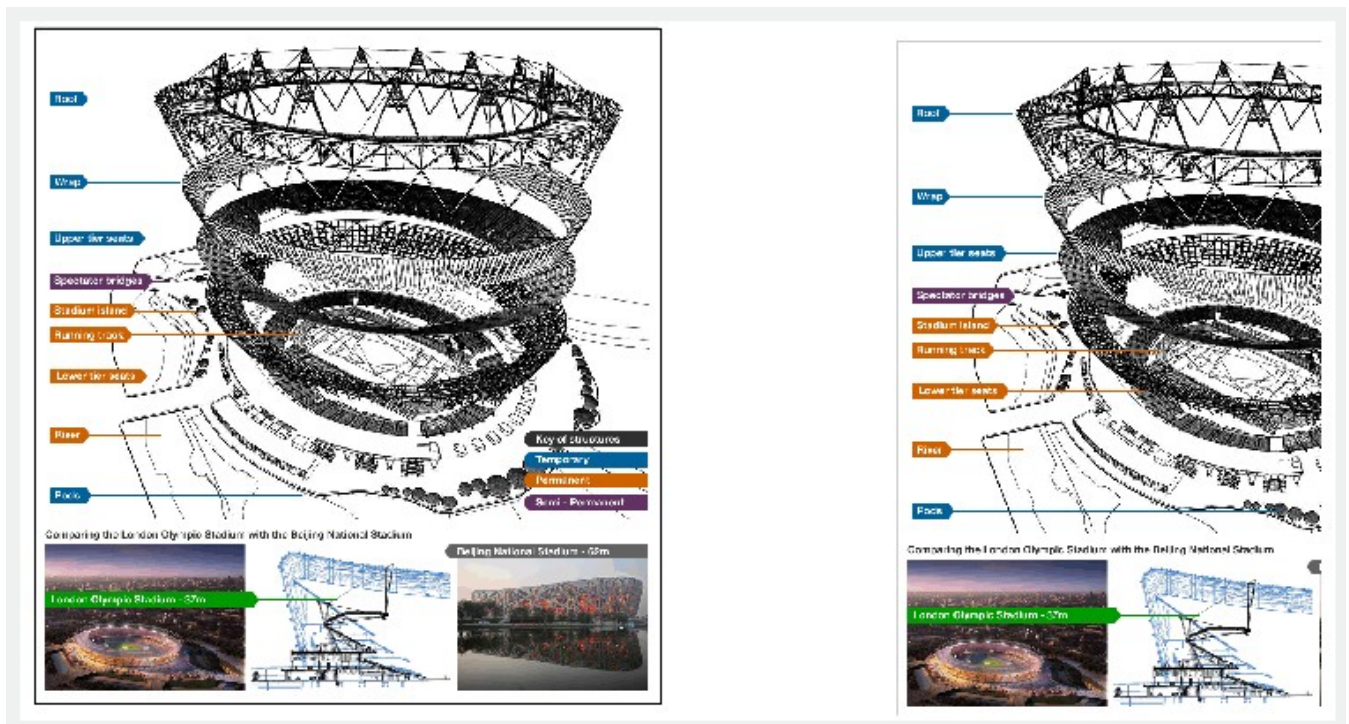 Roof
Wrap
Upper tier seats
Spectator bridges
Stadium island
Running track
Lower tier seats
River
Pods
Key of structures
Temporary
Permanent
Semi - Permanent
Comparing the London Olympic Stadium with the Beijing National Stadium
London Olympic Stadium - 37m
Beijing National Stadium - 69m
Roof
Wrap
Upper tier seats
Spectator bridges
Stadium island
Running track
Lower tier seats
River
Pods
Comparing the London Olympic Stadium with the Beijing National Stadium
London Olympic Stadium - 37m